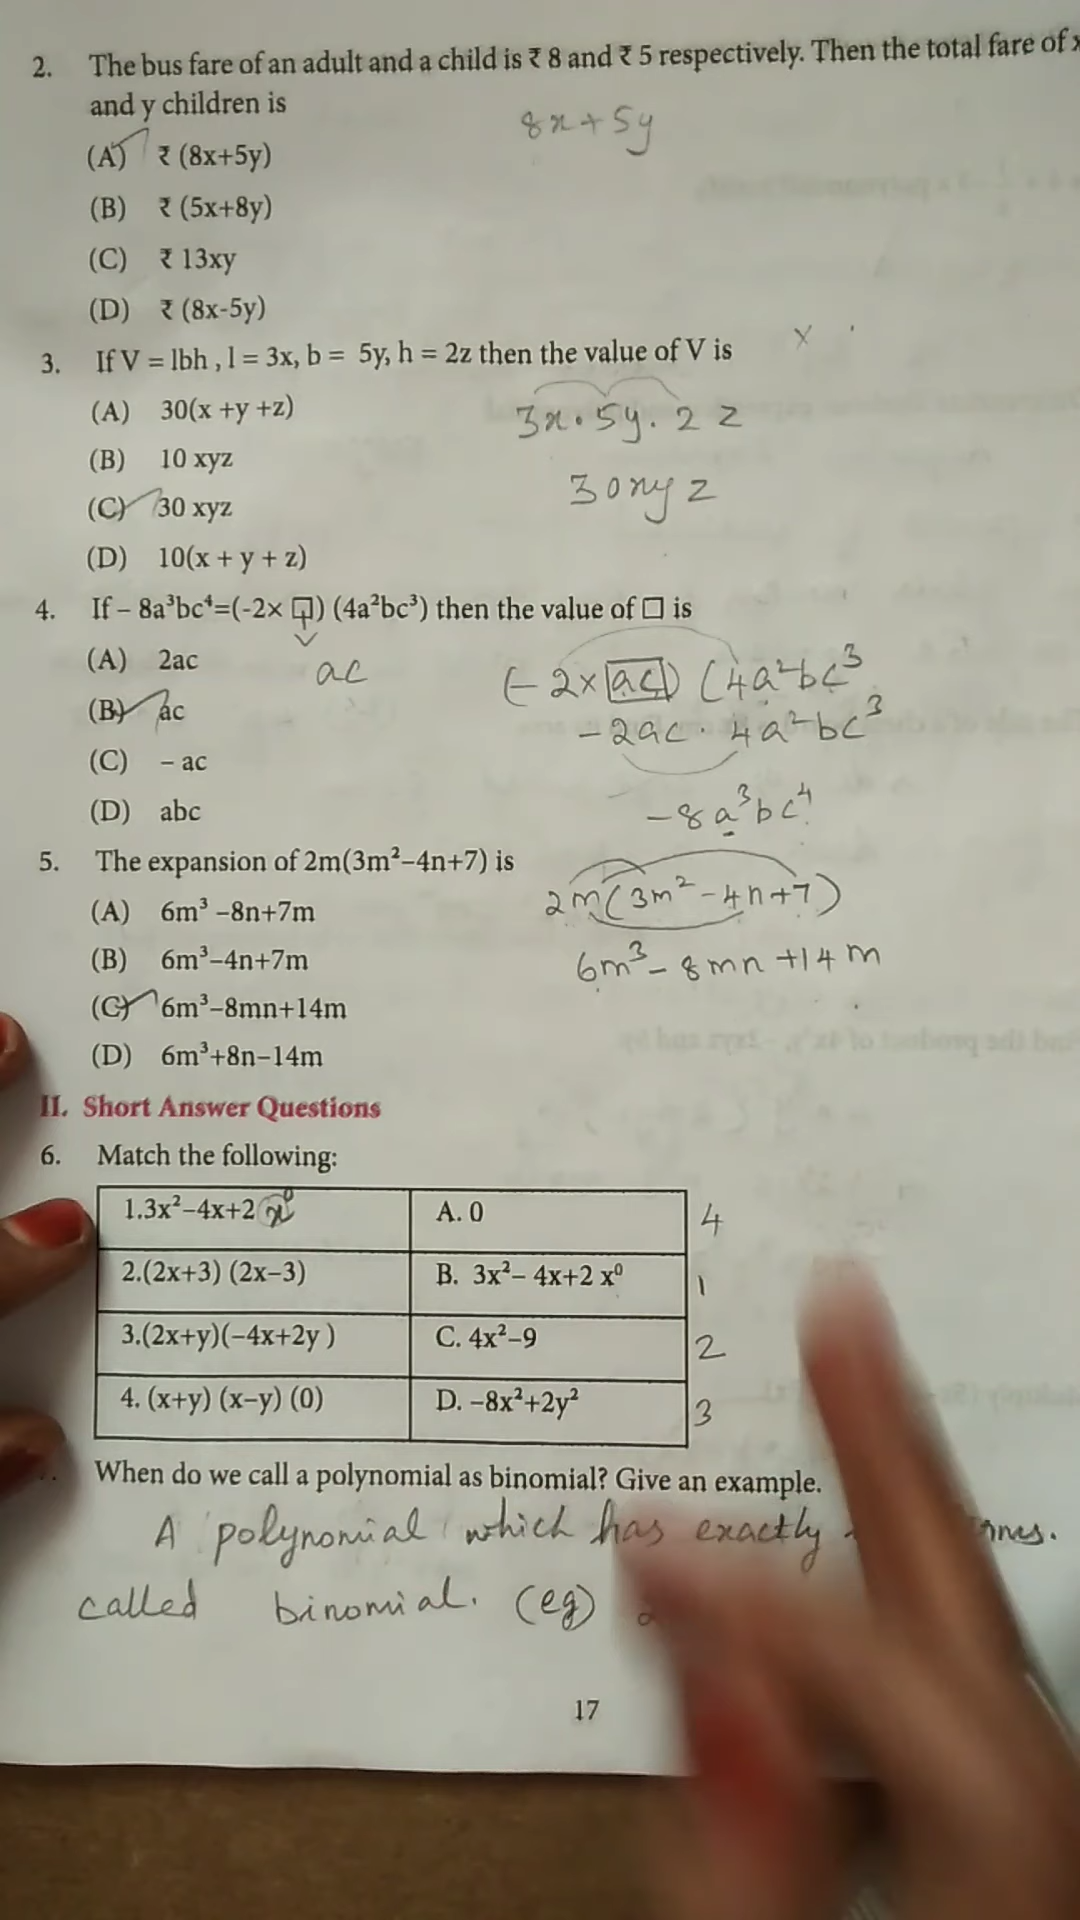 2. The bus fare of an adult and a child is ₹ 8 and ₹ 5 respectively. Then the total fare of x
and y children is
8x+5y
(A) ₹ (8x+5y)
(B) ₹ (5x+8y)
(C) ₹ 13xy
(D) ₹ (8x-5y)
3. If V = lbh , l = 3x, b = 5y, h = 2z then the value of V is
x
(A) 30(x +y +z)
3x.5y.2z
(B) 10 xyz
(C) 30 xyz
30xyz
(D) 10(x + y + z)
4. If – 8a³bc⁴=(-2× □) (4a²bc³) then the value of □ is
(A) 2ac
ac
(-2×ac) (4a²bc³
(B) ac
-2ac. 4a²bc³
(C) – ac
(D) abc
-8a³bc⁴
5. The expansion of 2m(3m²–4n+7) is
2m(3m²-4n+7)
(A) 6m³ –8n+7m
(B) 6m³–4n+7m
6m³-8mn+14m
(C) 6m³–8mn+14m
(D) 6m³+8n–14m
II. Short Answer Questions
6. Match the following:
1.3x²–4x+2 x⁰ A. 0 4
2.(2x+3) (2x–3) B. 3x²– 4x+2 x⁰ 1
3.(2x+y)(–4x+2y ) C. 4x²–9 2
4. (x+y) (x–y) (0) D. –8x²+2y² 3
When do we call a polynomial as binomial? Give an example.
A polynomial which has exactly
called binomial. (eg)
17